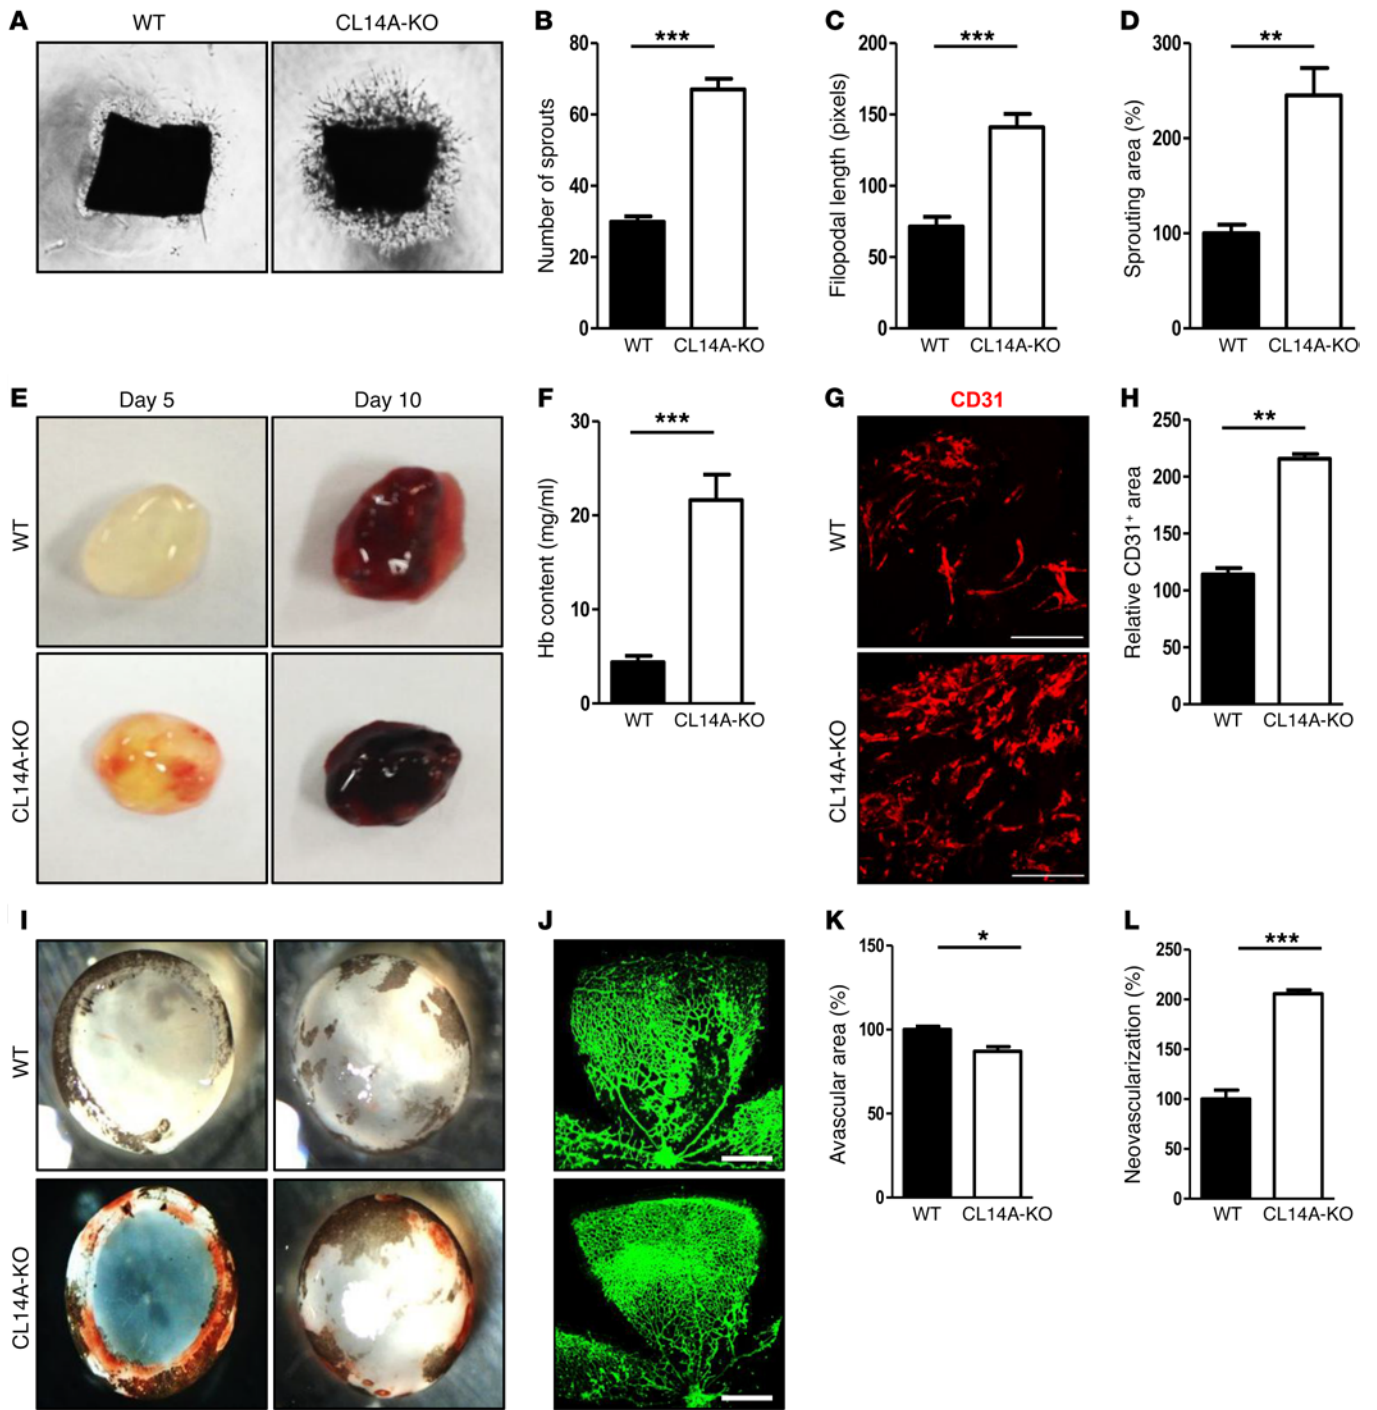 A
WT
CL14A-KO
B
***
80
60
40
20
0
Number of sprouts
WT
CL14A-KO
C
***
200
150
100
50
0
Filopodal length (pixels)
WT
CL14A-KO
D
**
300
200
100
0
Sprouting area (%)
WT
CL14A-KO
E
Day 5
Day 10
WT
CL14A-KO
F
***
30
20
10
0
Hb content (mg/ml)
WT
CL14A-KO
G
CD31
WT
CL14A-KO
H
**
250
200
150
100
50
0
Relative CD31⁺ area
WT
CL14A-KO
I
WT
CL14A-KO
J
K
*
150
100
50
0
Avascular area (%)
WT
CL14A-KO
L
***
250
200
150
100
50
0
Neovascularization (%)
WT
CL14A-KO